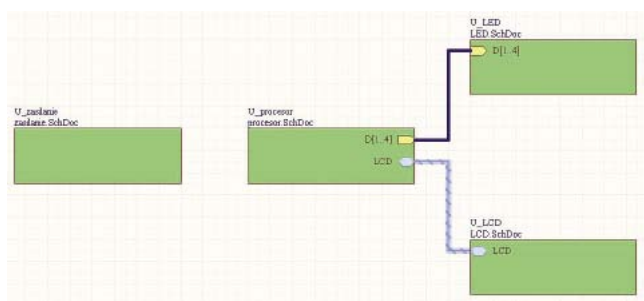 U_LED
LED.SchDoc
D[1..4]
U_zasilanie
zasilanie.SchDoc
U_procesor
procesor.SchDoc
D[1..4]
LCD
U_LCD
LCD.SchDoc
LCD